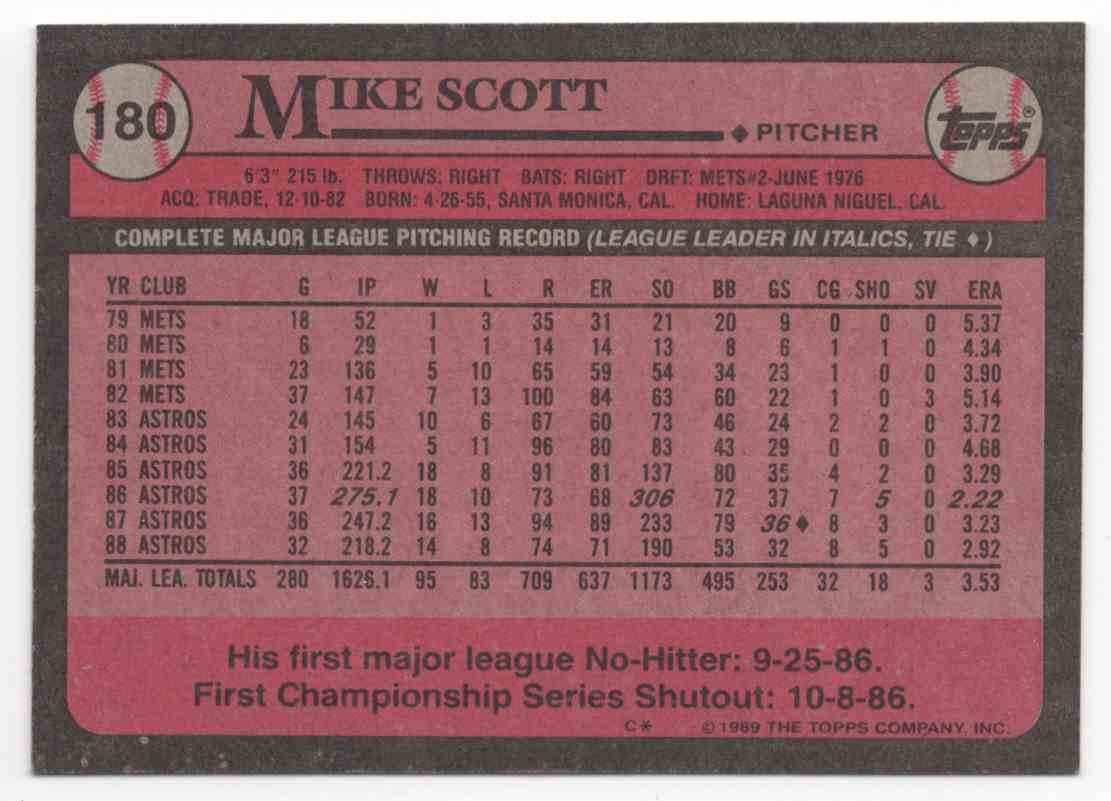 180
MIKE SCOTT
♦ PITCHER
topps®
6'3" 215 lb. THROWS: RIGHT BATS: RIGHT DRFT: METS#2-JUNE 1976
ACQ: TRADE, 12-10-82 BORN: 4-26-55, SANTA MONICA, CAL. HOME: LAGUNA NIGUEL, CAL.
COMPLETE MAJOR LEAGUE PITCHING RECORD (LEAGUE LEADER IN ITALICS, TIE ♦)
YR CLUB G IP W L R ER SO BB GS CG SHO SV ERA
79 METS 18 52 1 3 35 31 21 20 9 0 0 0 5.37
80 METS 6 29 1 1 14 14 13 8 6 1 1 0 4.34
81 METS 23 136 5 10 65 59 54 34 23 1 0 0 3.90
82 METS 37 147 7 13 100 84 63 60 22 1 0 3 5.14
83 ASTROS 24 145 10 6 67 60 73 46 24 2 2 0 3.72
84 ASTROS 31 154 5 11 96 80 83 43 29 0 0 0 4.68
85 ASTROS 36 221.2 18 8 91 81 137 80 35 4 2 0 3.29
86 ASTROS 37 275.1 18 10 73 68 306 72 37 7 5 0 2.22
87 ASTROS 36 247.2 16 13 94 89 233 79 36 ♦ 8 3 0 3.23
88 ASTROS 32 218.2 14 8 74 71 190 53 32 8 5 0 2.92
MAJ. LEA. TOTALS 280 1626.1 95 83 709 637 1173 495 253 32 18 3 3.53
His first major league No-Hitter: 9-25-86.
First Championship Series Shutout: 10-8-86.
C* © 1989 THE TOPPS COMPANY, INC.